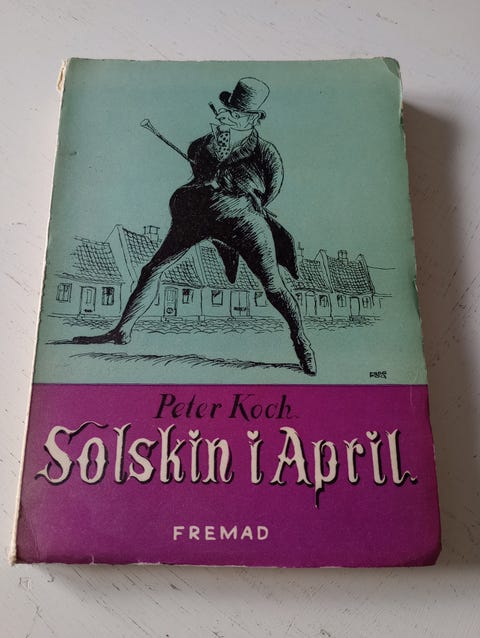 Peter Koch
Solskin i April
FREMAD